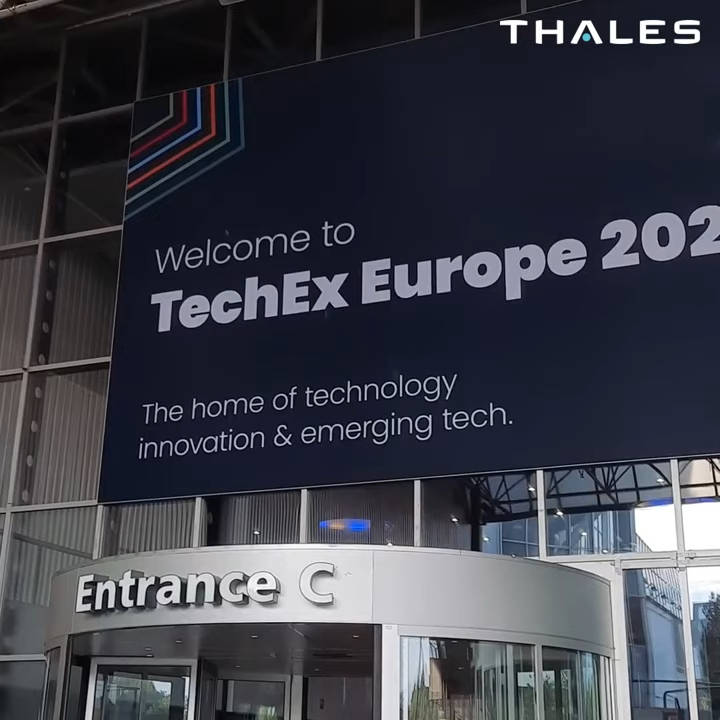 THALES
Welcome to
TechEx Europe 202
The home of technology
innovation & emerging tech.
Entrance C